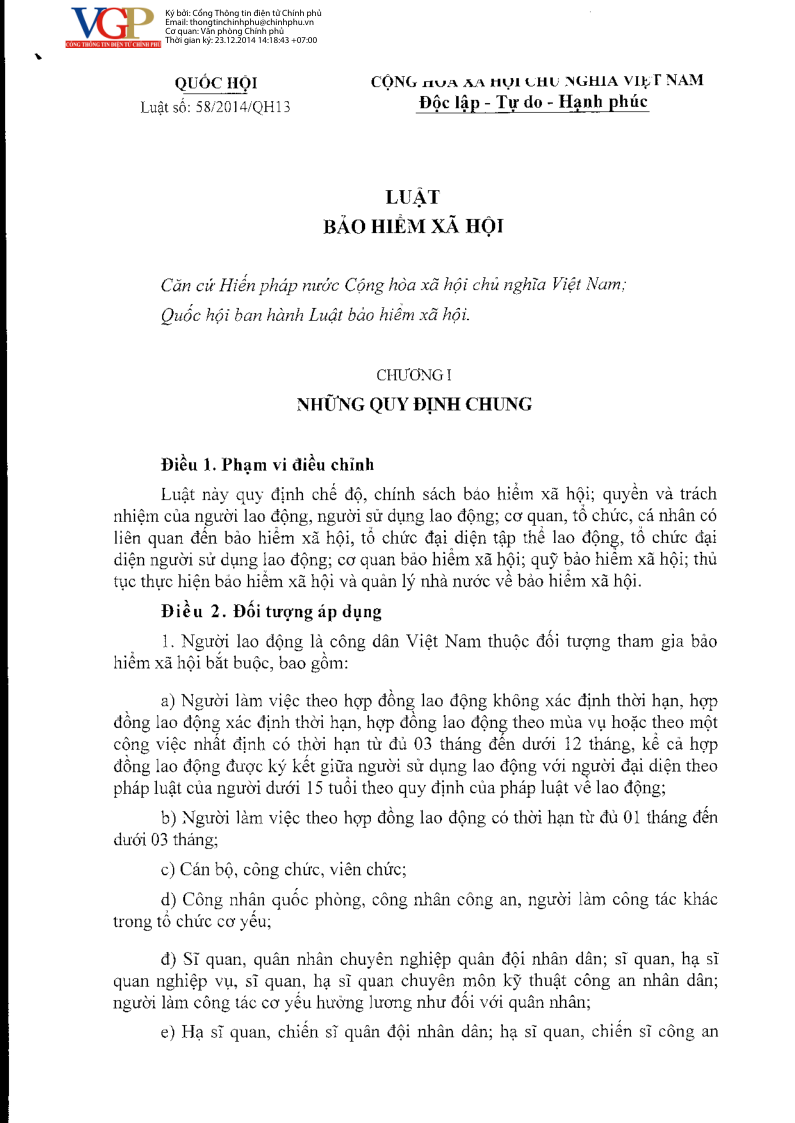 VGP
CỔNG THÔNG TIN ĐIỆN TỬ CHÍNH PHỦ
Ký bởi: Cổng Thông tin điện tử Chính phủ
Email: thongtinchinhphu@chinhphu.vn
Cơ quan: Văn phòng Chính phủ
Thời gian ký: 23.12.2014 14:18:43 +07:00
QUỐC HỘI
Luật số: 58/2014/QH13
CỘNG HÒA XÃ HỘI CHỦ NGHĨA VIỆT NAM
Độc lập - Tự do - Hạnh phúc
LUẬT
BẢO HIỂM XÃ HỘI
Căn cứ Hiến pháp nước Cộng hòa xã hội chủ nghĩa Việt Nam;
Quốc hội ban hành Luật bảo hiểm xã hội.
CHƯƠNG I
NHỮNG QUY ĐỊNH CHUNG
Điều 1. Phạm vi điều chỉnh
Luật này quy định chế độ, chính sách bảo hiểm xã hội; quyền và trách
nhiệm của người lao động, người sử dụng lao động; cơ quan, tổ chức, cá nhân có
liên quan đến bảo hiểm xã hội, tổ chức đại diện tập thể lao động, tổ chức đại
diện người sử dụng lao động; cơ quan bảo hiểm xã hội; quỹ bảo hiểm xã hội; thủ
tục thực hiện bảo hiểm xã hội và quản lý nhà nước về bảo hiểm xã hội.
Điều 2. Đối tượng áp dụng
1. Người lao động là công dân Việt Nam thuộc đối tượng tham gia bảo
hiểm xã hội bắt buộc, bao gồm:
a) Người làm việc theo hợp đồng lao động không xác định thời hạn, hợp
đồng lao động xác định thời hạn, hợp đồng lao động theo mùa vụ hoặc theo một
công việc nhất định có thời hạn từ đủ 03 tháng đến dưới 12 tháng, kể cả hợp
đồng lao động được ký kết giữa người sử dụng lao động với người đại diện theo
pháp luật của người dưới 15 tuổi theo quy định của pháp luật về lao động;
b) Người làm việc theo hợp đồng lao động có thời hạn từ đủ 01 tháng đến
dưới 03 tháng;
c) Cán bộ, công chức, viên chức;
d) Công nhân quốc phòng, công nhân công an, người làm công tác khác
trong tổ chức cơ yếu;
đ) Sĩ quan, quân nhân chuyên nghiệp quân đội nhân dân; sĩ quan, hạ sĩ
quan nghiệp vụ, sĩ quan, hạ sĩ quan chuyên môn kỹ thuật công an nhân dân;
người làm công tác cơ yếu hưởng lương như đối với quân nhân;
e) Hạ sĩ quan, chiến sĩ quân đội nhân dân; hạ sĩ quan, chiến sĩ công an